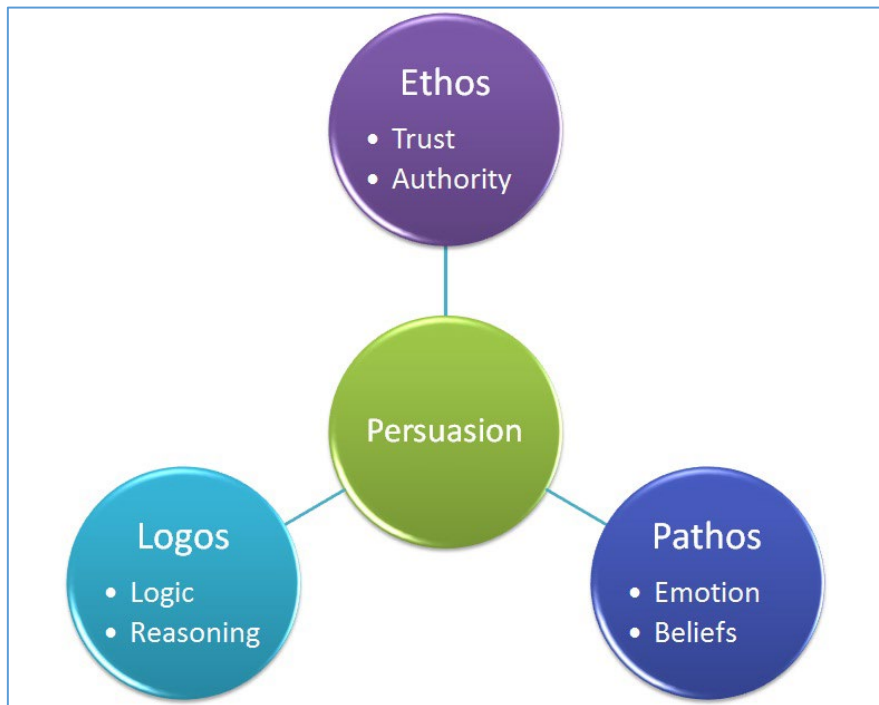 Ethos
• Trust
• Authority
Persuasion
Logos
• Logic
• Reasoning
Pathos
• Emotion
• Beliefs